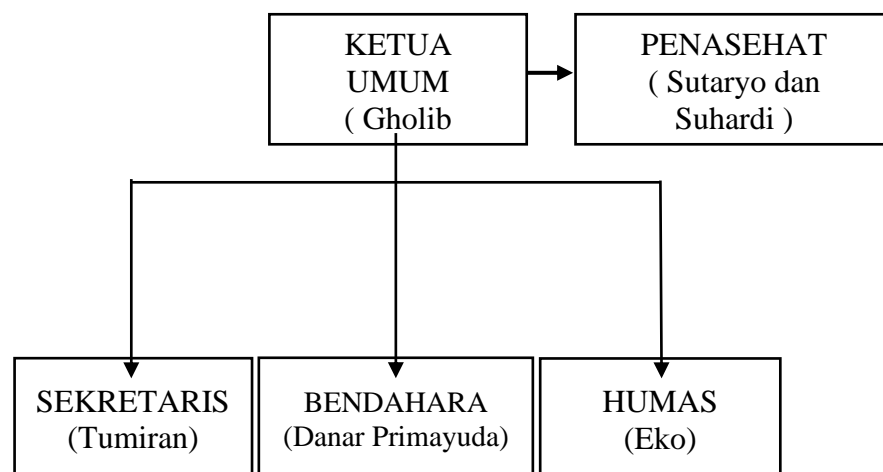 KETUA
UMUM
( Gholib
PENASEHAT
( Sutaryo dan
Suhardi )
SEKRETARIS
(Tumiran)
BENDAHARA
(Danar Primayuda)
HUMAS
(Eko)